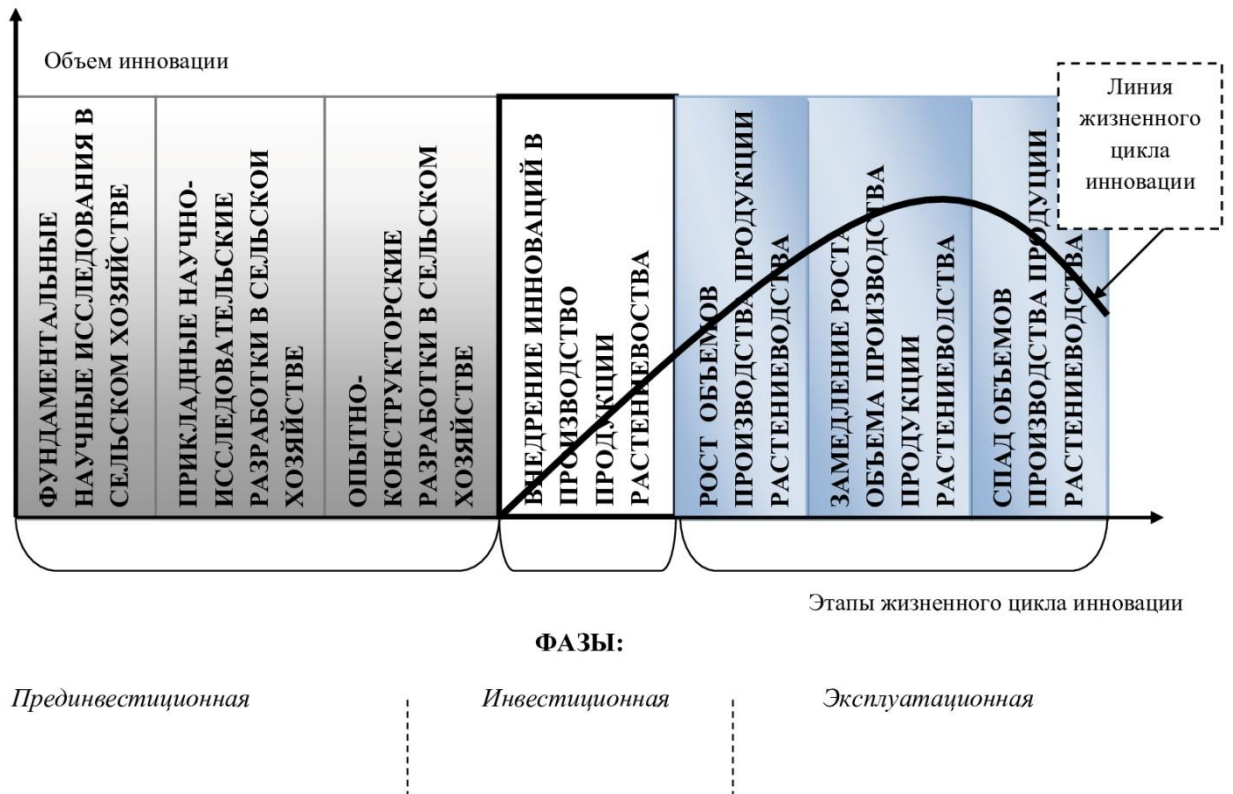 Объем инновации
Линия
жизненного
цикла
инновации
ФУНДАМЕНТАЛЬНЫЕ
НАУЧНЫЕ ИССЛЕДОВАНИЯ В
СЕЛЬСКОМ ХОЗЯЙСТВЕ
ПРИКЛАДНЫЕ НАУЧНО-
ИССЛЕДОВАТЕЛЬСКИЕ
РАЗРАБОТКИ В СЕЛЬСКОМ
ХОЗЯЙСТВЕ
ОПЫТНО-
КОНСТРУКТОРСКИЕ
РАЗРАБОТКИ В СЕЛЬСКОМ
ХОЗЯЙСТВЕ
ВНЕДРЕНИЕ ИННОВАЦИЙ В
ПРОИЗВОДСТВО
ПРОДУКЦИИ
РАСТЕНИЕВОСТВА
РОСТ ОБЪЕМОВ
ПРОИЗВОДСТВА ПРОДУКЦИИ
РАСТЕНИЕВОДСТВА
ЗАМЕДЛЕНИЕ РОСТА
ОБЪЕМА ПРОИЗВОДСТВА
ПРОДУКЦИИ
РАСТЕНИЕВОДСТВА
СПАД ОБЪЕМОВ
ПРОИЗВОДСТВА ПРОДУЦИИ
РАСТЕНИЕВОДСТВА
Этапы жизненного цикла инновации
ФАЗЫ:
Прединвестиционная
Инвестиционная
Эксплуатационная